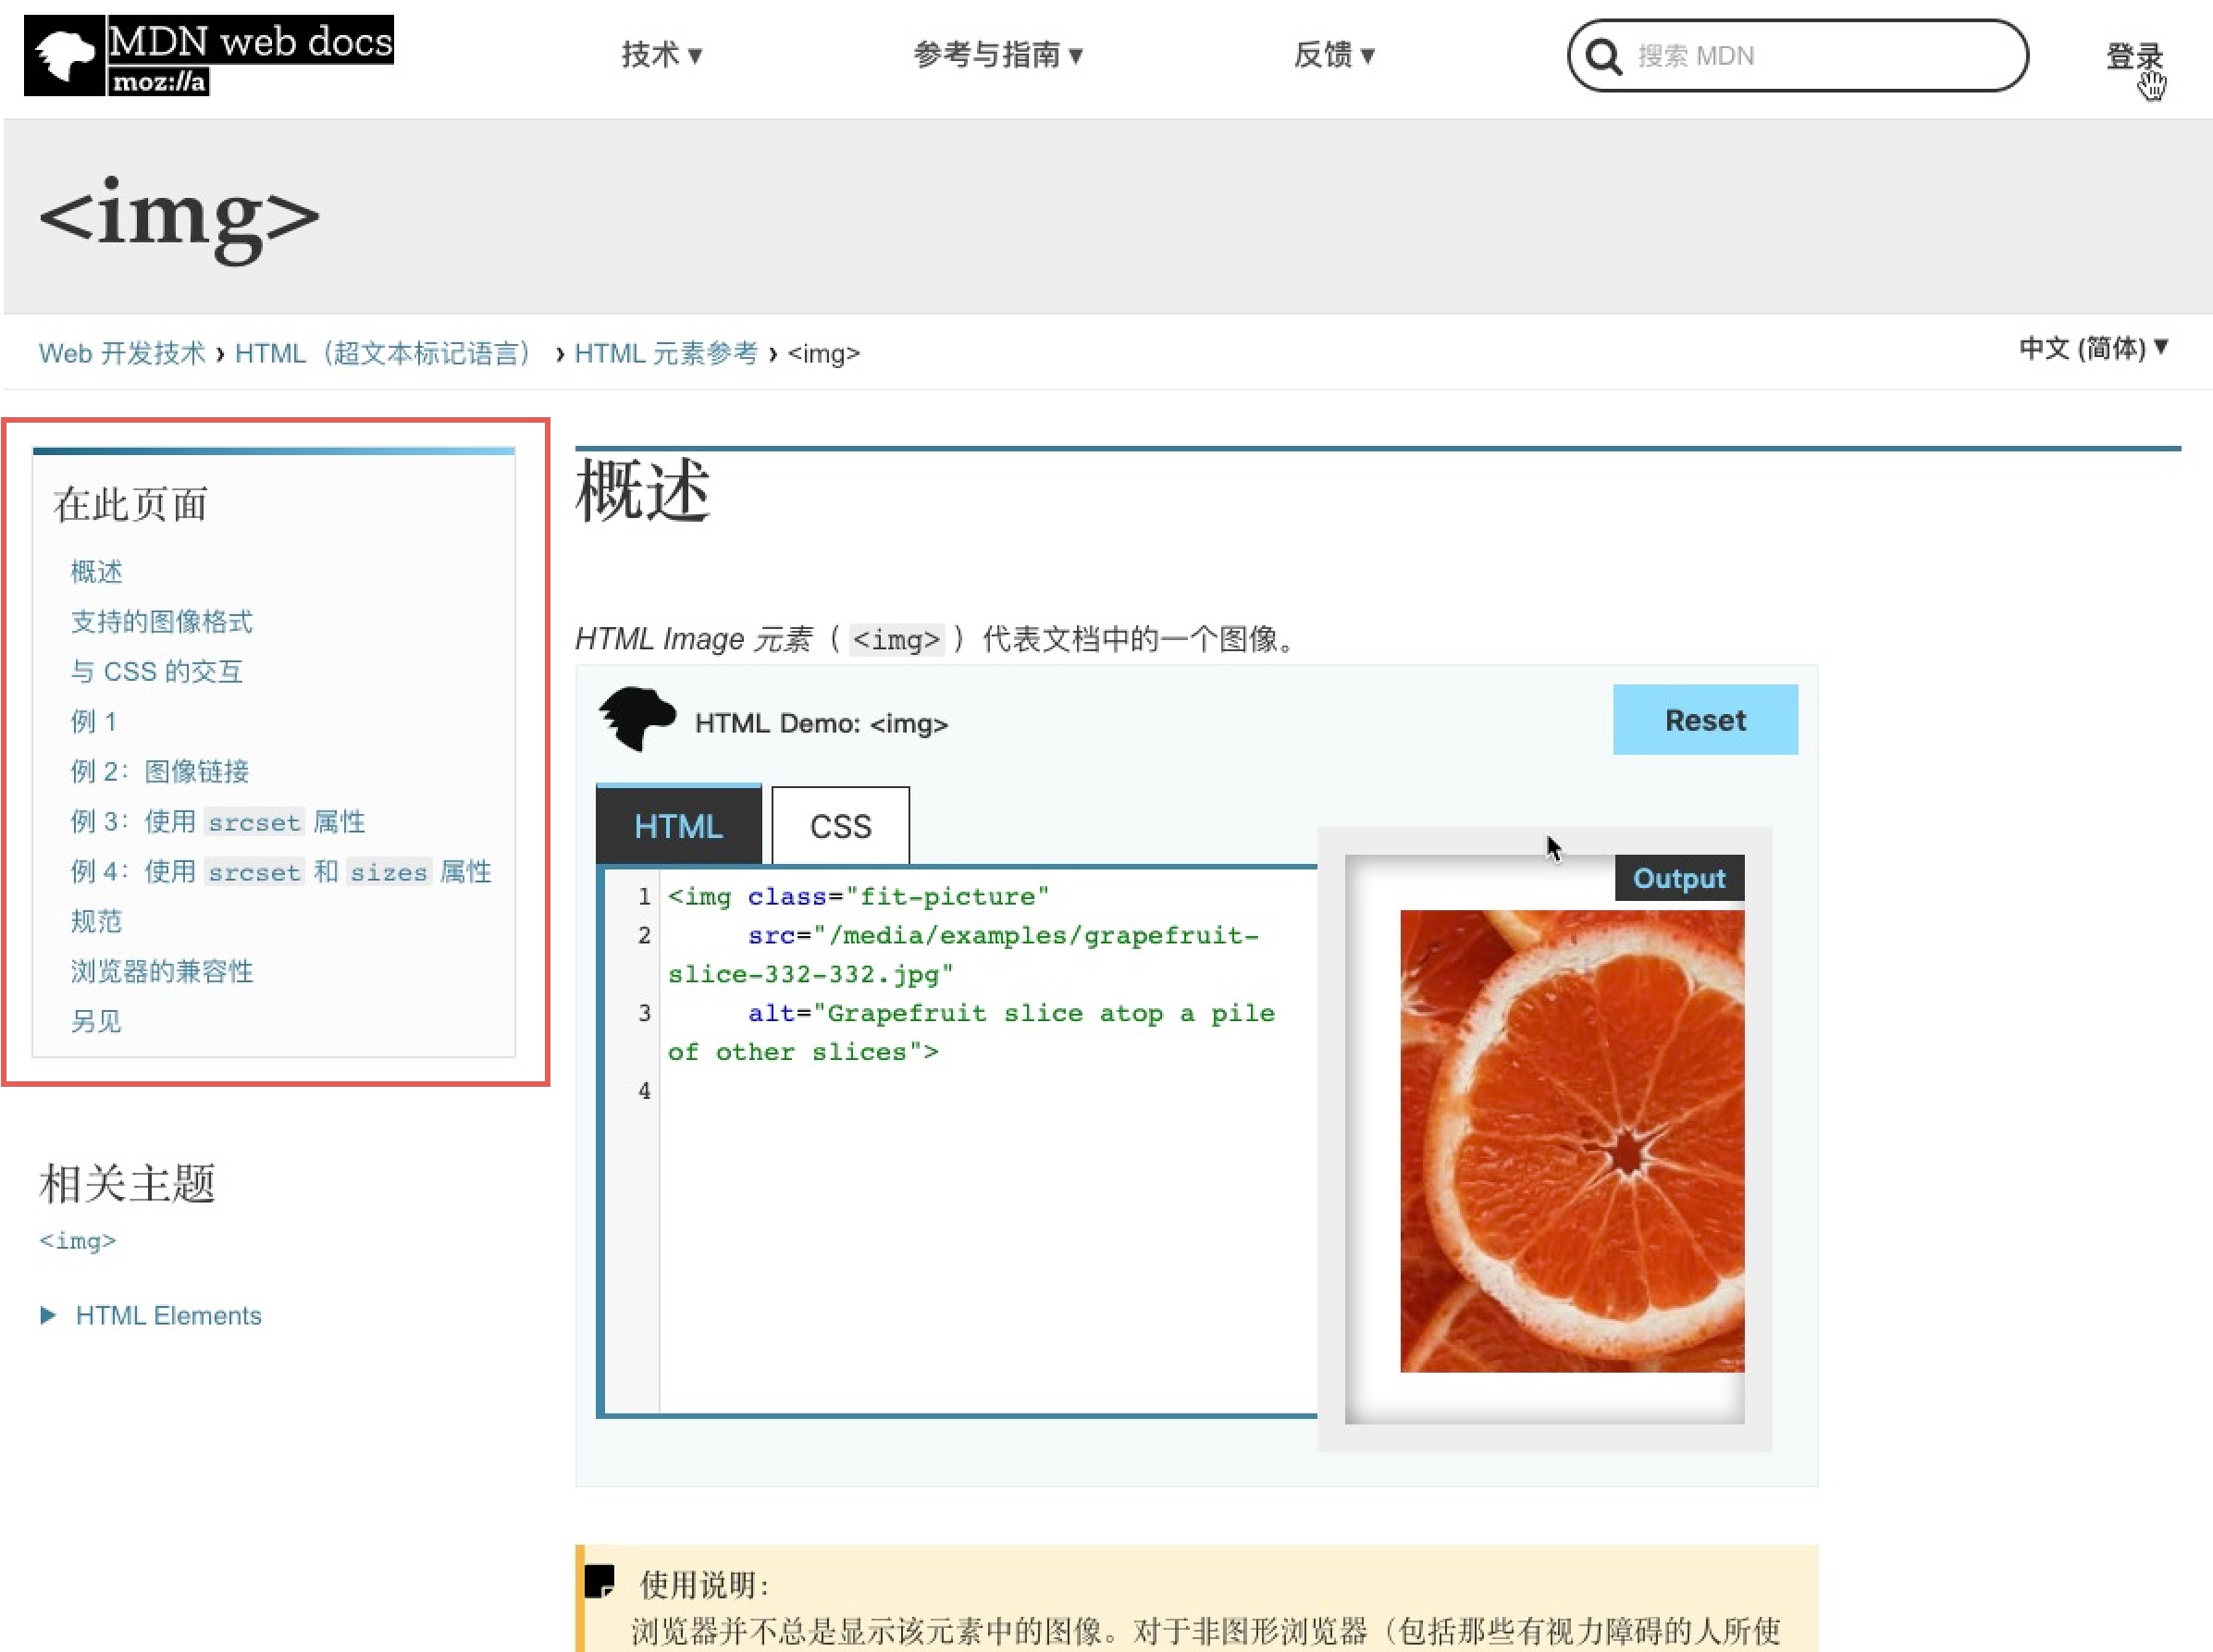 MDN web docs
moz://a
技术 ▼
参考与指南 ▼
反馈 ▼
搜索 MDN
登录
<img>
Web 开发技术 › HTML（超文本标记语言） › HTML 元素参考 › <img>
中文 (简体) ▼
在此页面
概述
支持的图像格式
与 CSS 的交互
例 1
例 2：图像链接
例 3：使用 srcset 属性
例 4：使用 srcset 和 sizes 属性
规范
浏览器的兼容性
另见
相关主题
<img>
▶ HTML Elements
概述
HTML Image 元素（ <img> ）代表文档中的一个图像。
HTML Demo: <img>
Reset
HTML
CSS
1 <img class="fit-picture"
2 src="/media/examples/grapefruit-
slice-332-332.jpg"
3 alt="Grapefruit slice atop a pile
of other slices">
4
Output
使用说明：
浏览器并不总是显示该元素中的图像。对于非图形浏览器（包括那些有视力障碍的人所使